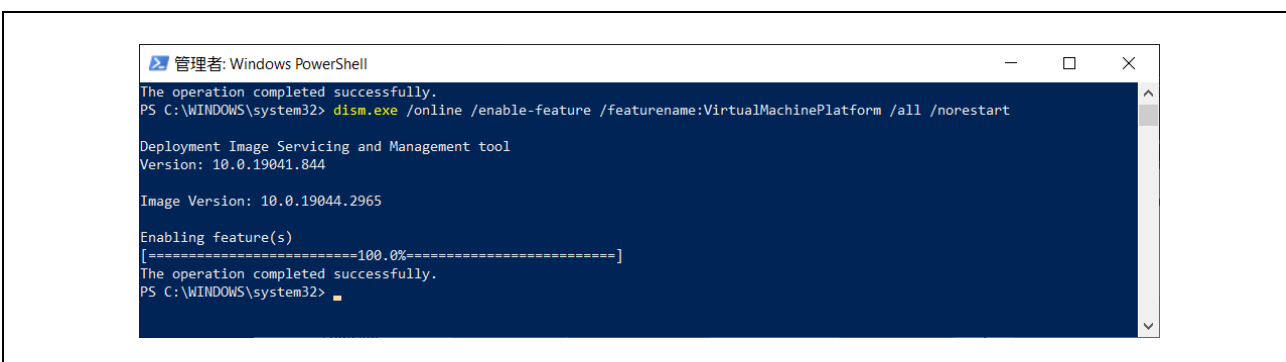 管理者: Windows PowerShell
The operation completed successfully.
PS C:\WINDOWS\system32> dism.exe /online /enable-feature /featurename:VirtualMachinePlatform /all /norestart
Deployment Image Servicing and Management tool
Version: 10.0.19041.844
Image Version: 10.0.19044.2965
Enabling feature(s)
[==========================100.0%==========================]
The operation completed successfully.
PS C:\WINDOWS\system32>